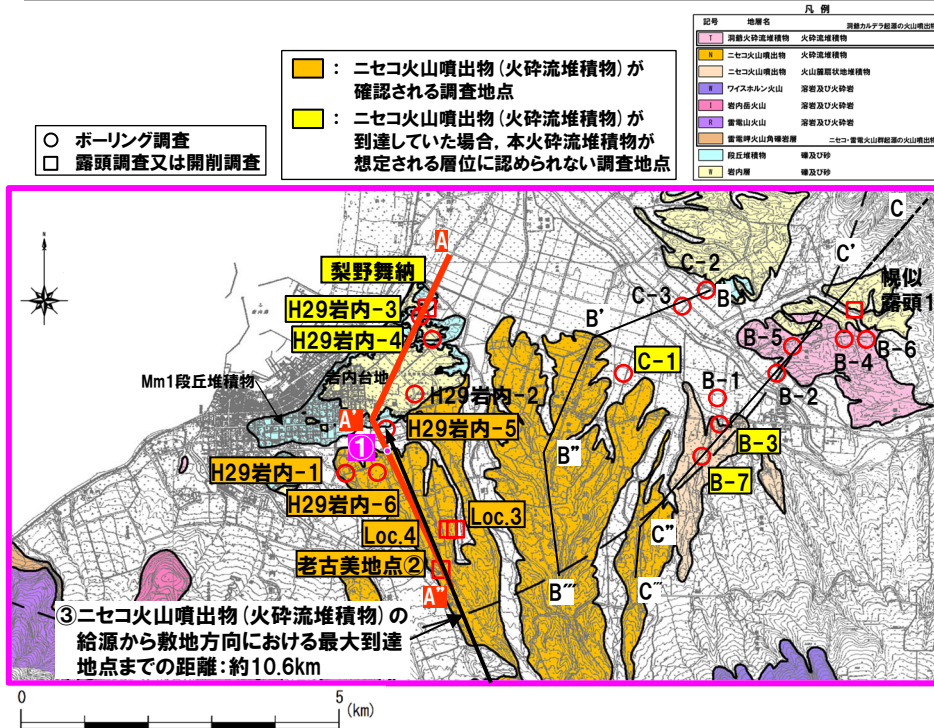 凡 例
記号 地層名 洞爺カルデラ起源の火山噴出物
T 洞爺火砕流堆積物 火砕流堆積物
N ニセコ火山噴出物 火砕流堆積物
ニセコ火山噴出物 火山麓扇状地堆積物
W ワイスホルン火山 溶岩及び火砕岩
I 岩内岳火山 溶岩及び火砕岩
R 雷電山火山 溶岩及び火砕岩
雷電岬火山角礫岩層 ニセコ・雷電火山群起源の火山噴出物
段丘堆積物 礫及び砂
W 岩内層 礫及び砂
: ニセコ火山噴出物(火砕流堆積物)が
確認される調査地点
: ニセコ火山噴出物(火砕流堆積物)が
到達していた場合,本火砕流堆積物が
想定される層位に認められない調査地点
○ ボーリング調査
□ 露頭調査又は開削調査
A
C
C'
梨野舞納
C-2
幌似
露頭1
H29岩内-3
C-3
B
B'
H29岩内-4
B-5
B-4
B-6
岩内台地
C-1
B-2
Mm1段丘堆積物
H29岩内-2
B-1
A'
H29岩内-5
B-3
①
B''
H29岩内-1
B-7
H29岩内-6
Loc.3
Loc.4
C''
老古美地点②
A''
B'''
C'''
③ニセコ火山噴出物(火砕流堆積物)の
給源から敷地方向における最大到達
地点までの距離:約10.6km
0 5
(km)